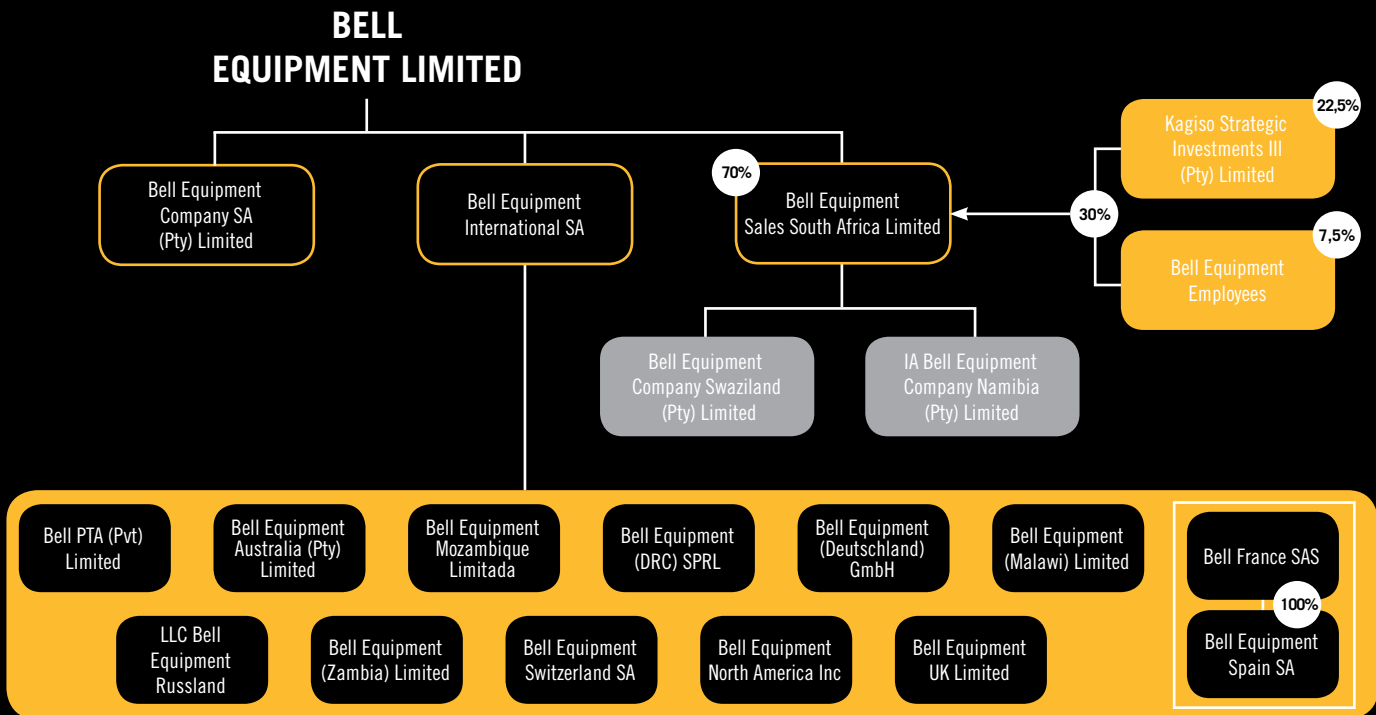 BELL
EQUIPMENT LIMITED
Bell Equipment
Company SA
(Pty) Limited
Bell Equipment
International SA
70%
Bell Equipment
Sales South Africa Limited
30%
22,5%
Kagiso Strategic
Investments III
(Pty) Limited
7,5%
Bell Equipment
Employees
Bell Equipment
Company Swaziland
(Pty) Limited
IA Bell Equipment
Company Namibia
(Pty) Limited
Bell PTA (Pvt)
Limited
Bell Equipment
Australia (Pty)
Limited
Bell Equipment
Mozambique
Limitada
Bell Equipment
(DRC) SPRL
Bell Equipment
(Deutschland)
GmbH
Bell Equipment
(Malawi) Limited
Bell France SAS
100%
Bell Equipment
Spain SA
LLC Bell
Equipment
Russland
Bell Equipment
(Zambia) Limited
Bell Equipment
Switzerland SA
Bell Equipment
North America Inc
Bell Equipment
UK Limited